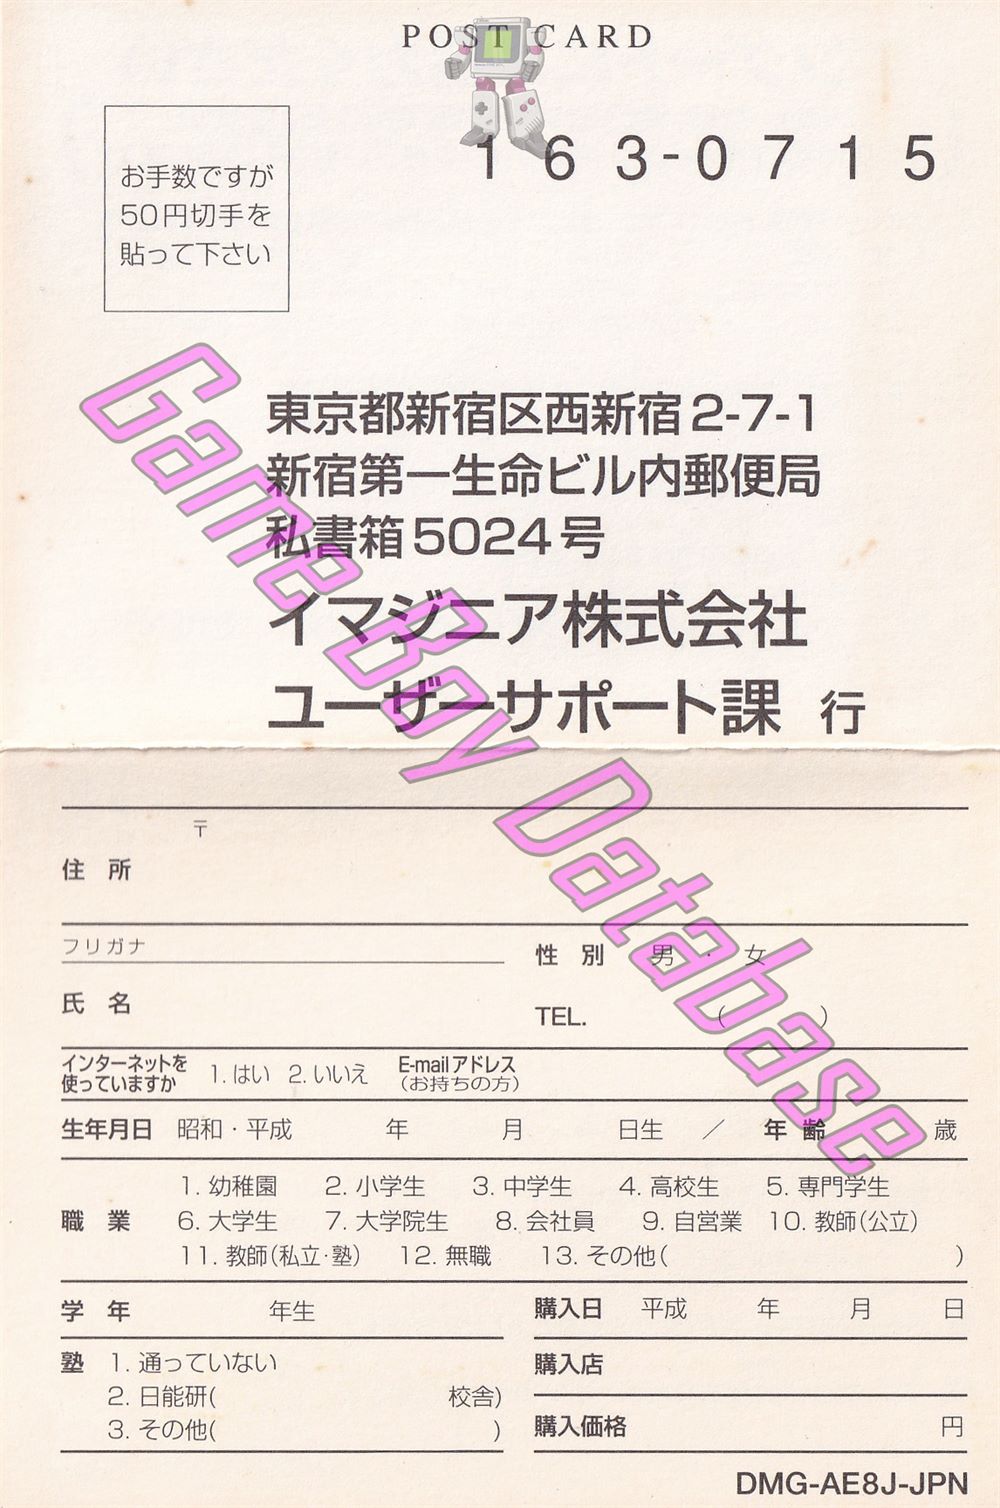 POST CARD
163-0715
お手数ですが
50円切手を
貼って下さい
東京都新宿区西新宿2-7-1
新宿第一生命ビル内郵便局
私書箱5024号
イマジニア株式会社
ユーザーサポート課 行
Game Boy Database
〒
住 所
フリガナ
性 別 男 ・ 女
氏 名
TEL. ( )
インターネットを
使っていますか 1. はい 2. いいえ E-mailアドレス
(お持ちの方)
生年月日 昭和・平成 年 月 日生 / 年 齢 歳
1. 幼稚園 2. 小学生 3. 中学生 4. 高校生 5. 専門学生
職 業 6. 大学生 7. 大学院生 8. 会社員 9. 自営業 10. 教師(公立)
11. 教師(私立・塾) 12. 無職 13. その他( )
学 年 年生
購入日 平成 年 月 日
塾 1. 通っていない
2. 日能研( 校舎)
3. その他( )
購入店
購入価格 円
DMG-AE8J-JPN